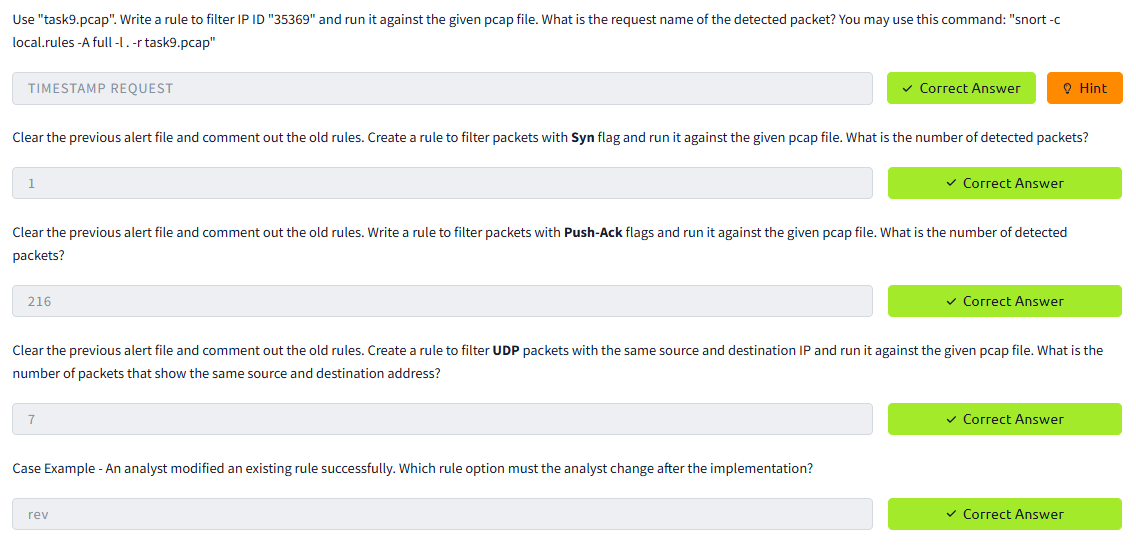 Use "task9.pcap". Write a rule to filter IP ID "35369" and run it against the given pcap file. What is the request name of the detected packet? You may use this command: "snort -c
local.rules -A full -l . -r task9.pcap"
TIMESTAMP REQUEST
Correct Answer
Hint
Clear the previous alert file and comment out the old rules. Create a rule to filter packets with Syn flag and run it against the given pcap file. What is the number of detected packets?
1
Correct Answer
Clear the previous alert file and comment out the old rules. Write a rule to filter packets with Push-Ack flags and run it against the given pcap file. What is the number of detected
packets?
216
Correct Answer
Clear the previous alert file and comment out the old rules. Create a rule to filter UDP packets with the same source and destination IP and run it against the given pcap file. What is the
number of packets that show the same source and destination address?
7
Correct Answer
Case Example - An analyst modified an existing rule successfully. Which rule option must the analyst change after the implementation?
rev
Correct Answer